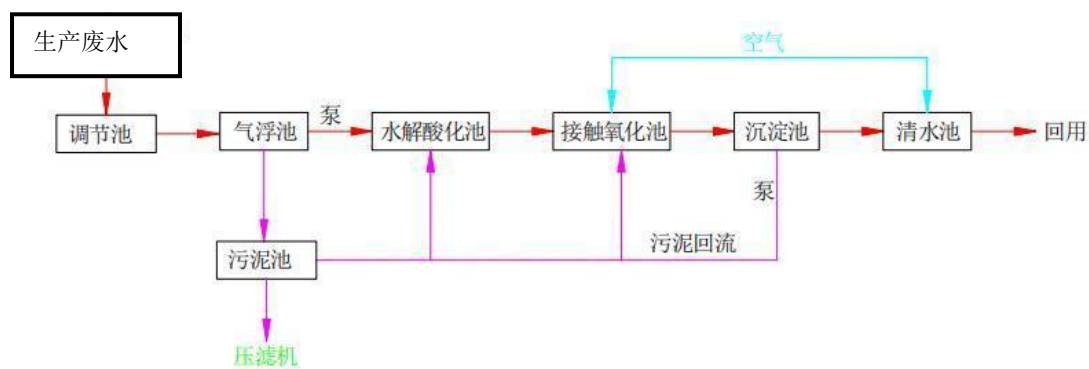 生产废水
空气
泵
调节池
气浮池
水解酸化池
接触氧化池
沉淀池
清水池
回用
泵
污泥回流
污泥池
压滤机